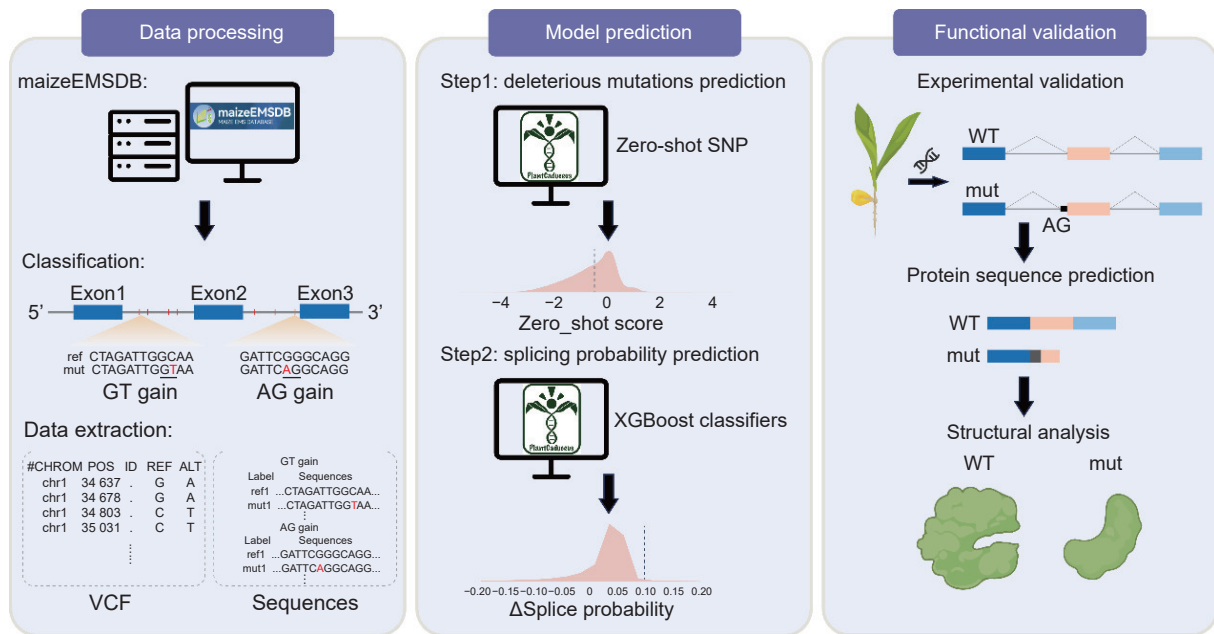 Data processing
maizeEMSDB:
maizeEMSDB
MAIZE EMS DATABASE
Classification:
Exon1 Exon2 Exon3
5’ 3’
ref CTAGATTGGCAA GATTCGGGCAGG
mut CTAGATTGGTAA GATTCAGGCAGG
GT gain AG gain
Data extraction:
#CHROM POS ID REF ALT
chr1 34 637 . G A
chr1 34 678 . G A
chr1 34 803 . C T
chr1 35 031 . C T
VCF
GT gain
Label Sequences
ref1 ...CTAGATTGGCAA...
mut1 ...CTAGATTGGTAA...
AG gain
Label Sequences
ref1 ...GATTCGGGCAGG...
mut1 ...GATTCAGGCAGG...
Sequences
Model prediction
Step1: deleterious mutations prediction
PlantCaduceus
Zero-shot SNP
−4 −2 0 2 4
Zero_shot score
Step2: splicing probability prediction
PlantCaduceus
XGBoost classifiers
−0.20 −0.15 −0.10 −0.05 0 0.05 0.10 0.15 0.20
ΔSplice probability
Functional validation
Experimental validation
WT
mut
AG
Protein sequence prediction
WT
mut
Structural analysis
WT mut